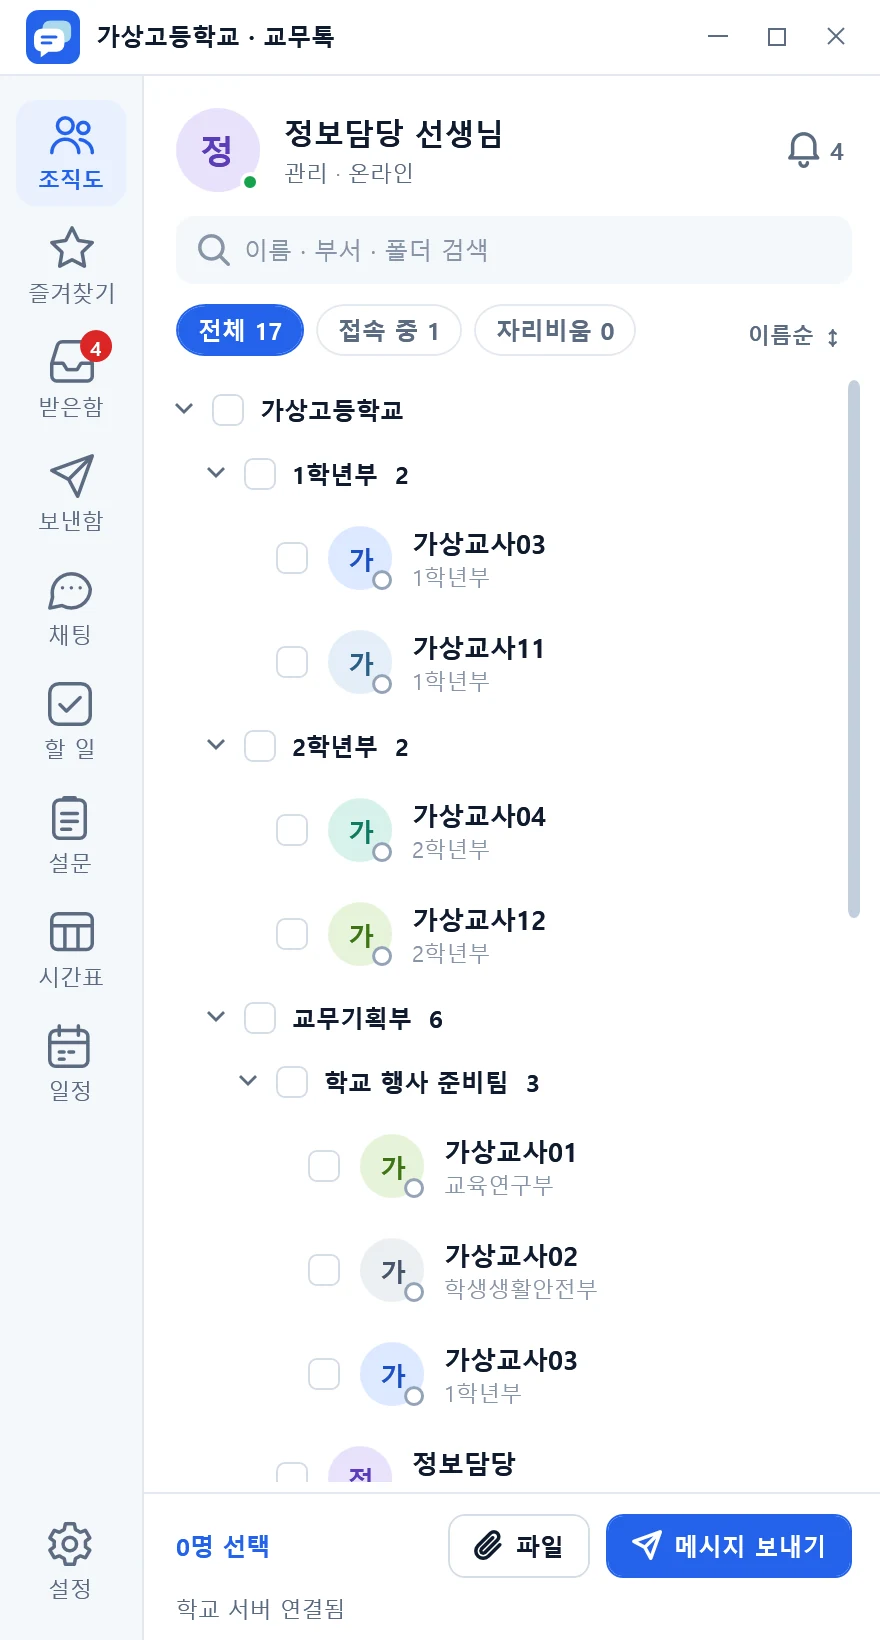 가상고등학교 · 교무톡
조직도
즐겨찾기
4
받은함
보낸함
채팅
할 일
설문
시간표
일정
설정
정
정보담당 선생님
관리 · 온라인
4
이름 · 부서 · 폴더 검색
전체 17
접속 중 1
자리비움 0
이름순
가상고등학교
1학년부 2
가
가상교사03
1학년부
가
가상교사11
1학년부
2학년부 2
가
가상교사04
2학년부
가
가상교사12
2학년부
교무기획부 6
학교 행사 준비팀 3
가
가상교사01
교육연구부
가
가상교사02
학생생활안전부
가
가상교사03
1학년부
정
정보담당
0명 선택
파일
메시지 보내기
학교 서버 연결됨